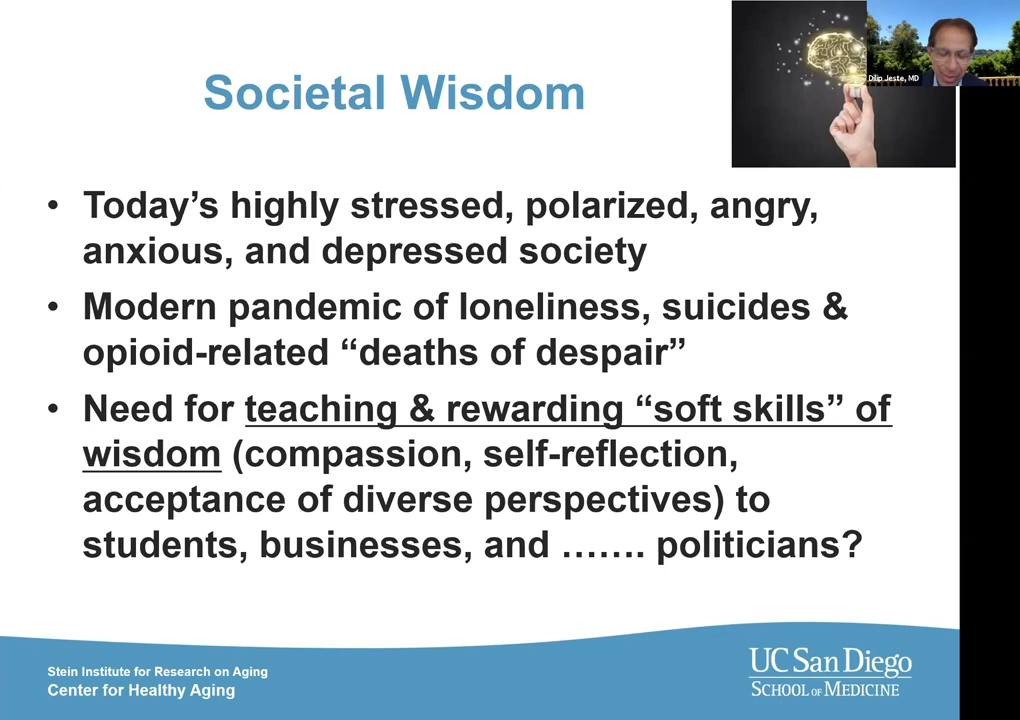 Dilip Jeste, MD
Societal Wisdom
• Today’s highly stressed, polarized, angry,
anxious, and depressed society
• Modern pandemic of loneliness, suicides &
opioid-related “deaths of despair”
• Need for teaching & rewarding “soft skills” of
wisdom (compassion, self-reflection,
acceptance of diverse perspectives) to
students, businesses, and ……. politicians?
Stein Institute for Research on Aging
Center for Healthy Aging
UC San Diego
SCHOOL OF MEDICINE